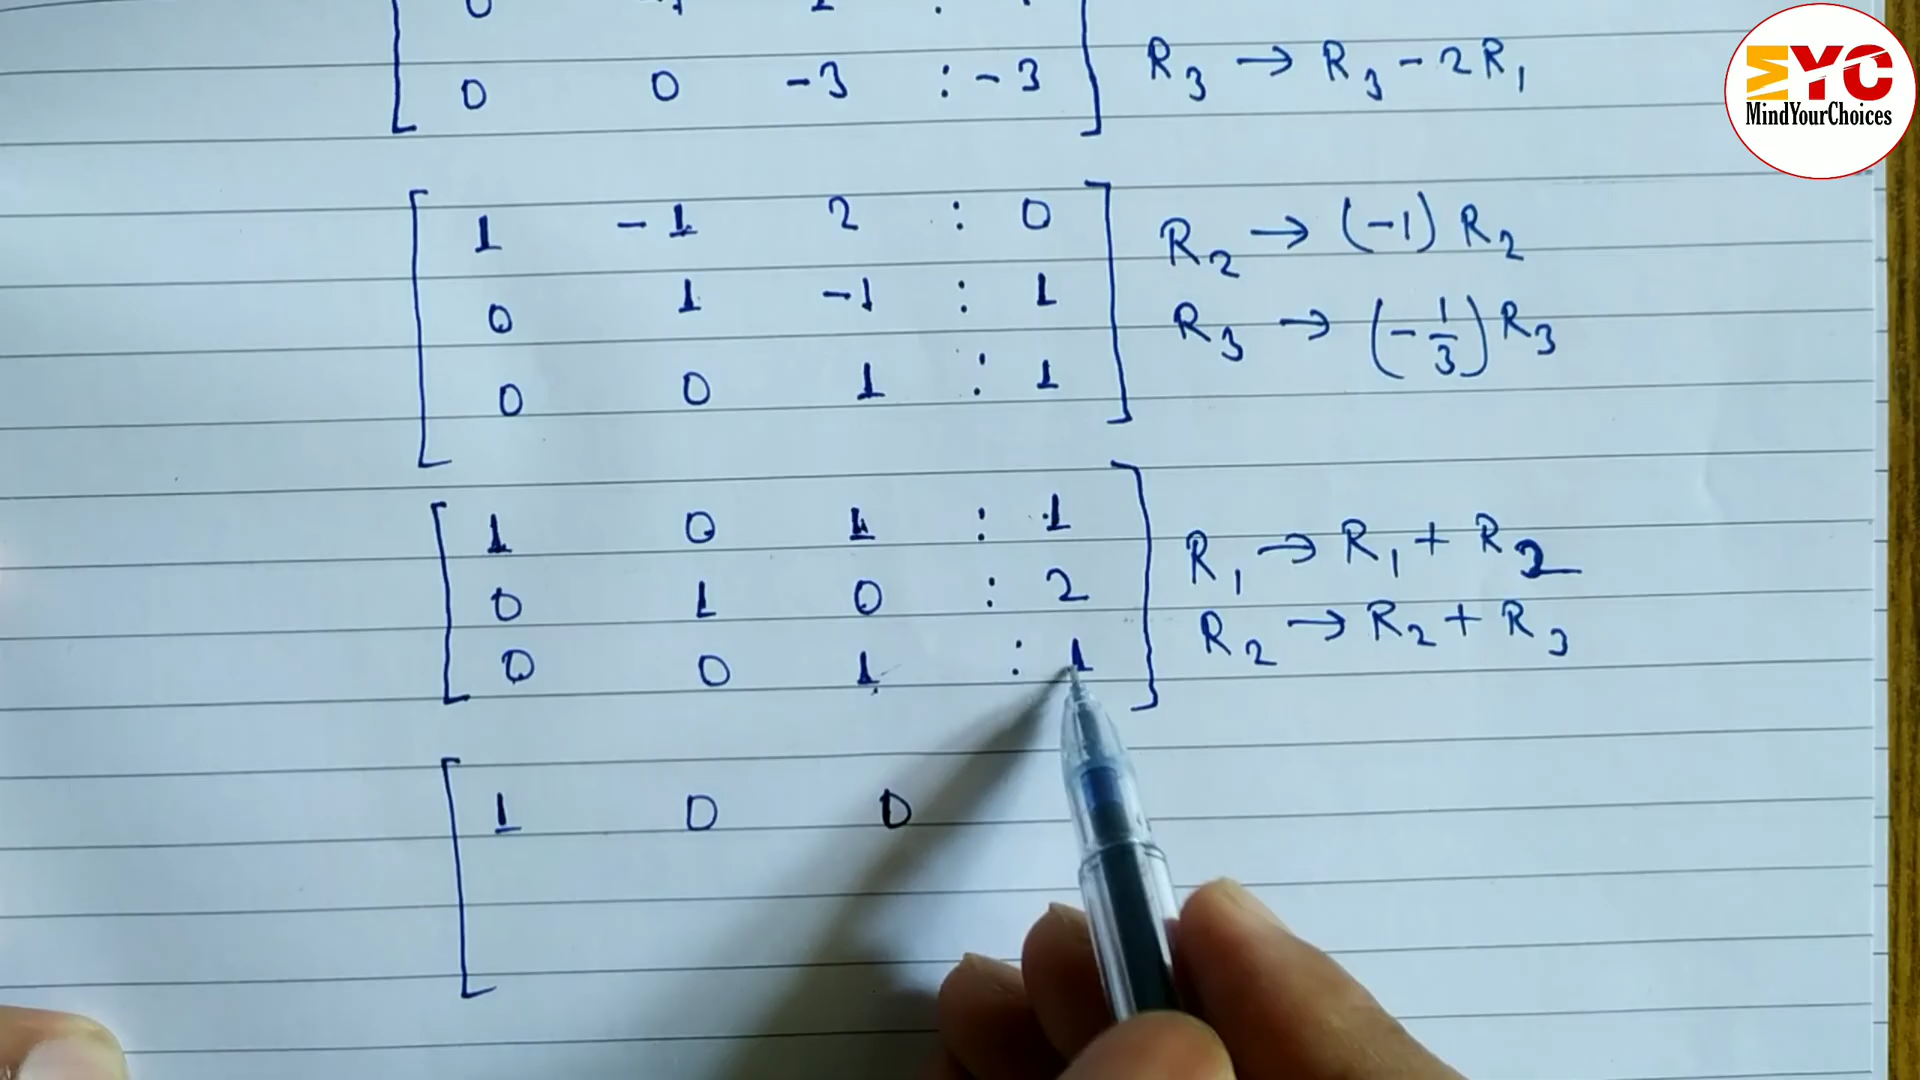 0 0 -3 : -3 R3 → R3 - 2R1
MYC
MindYourChoices
1 -1 2 : 0 R2 → (-1) R2
0 1 -1 : 1 R3 → (-1/3) R3
0 0 1 : 1
1 0 1 : 1 R1 → R1 + R2
0 1 0 : 2 R2 → R2 + R3
0 0 1 : 1
1 0 0